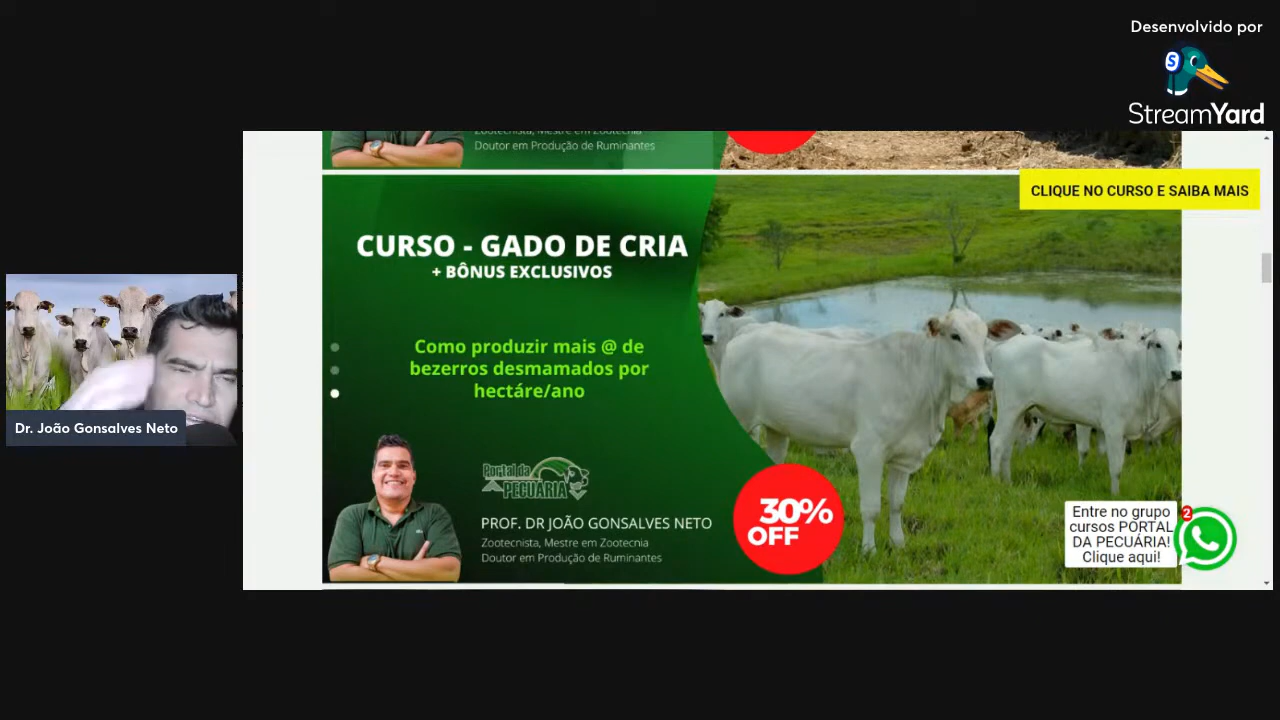 Desenvolvido por
StreamYard
Zootecnista, Mestre em Zootecnia
Doutor em Produção de Ruminantes
CLIQUE NO CURSO E SAIBA MAIS
CURSO - GADO DE CRIA
+ BÔNUS EXCLUSIVOS
Como produzir mais @ de
bezerros desmamados por
hectáre/ano
Dr. João Gonsalves Neto
Portal da
PECUÁRIA
PROF. DR JOÃO GONSALVES NETO
Zootecnista, Mestre em Zootecnia
Doutor em Produção de Ruminantes
30%
OFF
Entre no grupo
cursos PORTAL
DA PECUÁRIA!
Clique aqui!
2